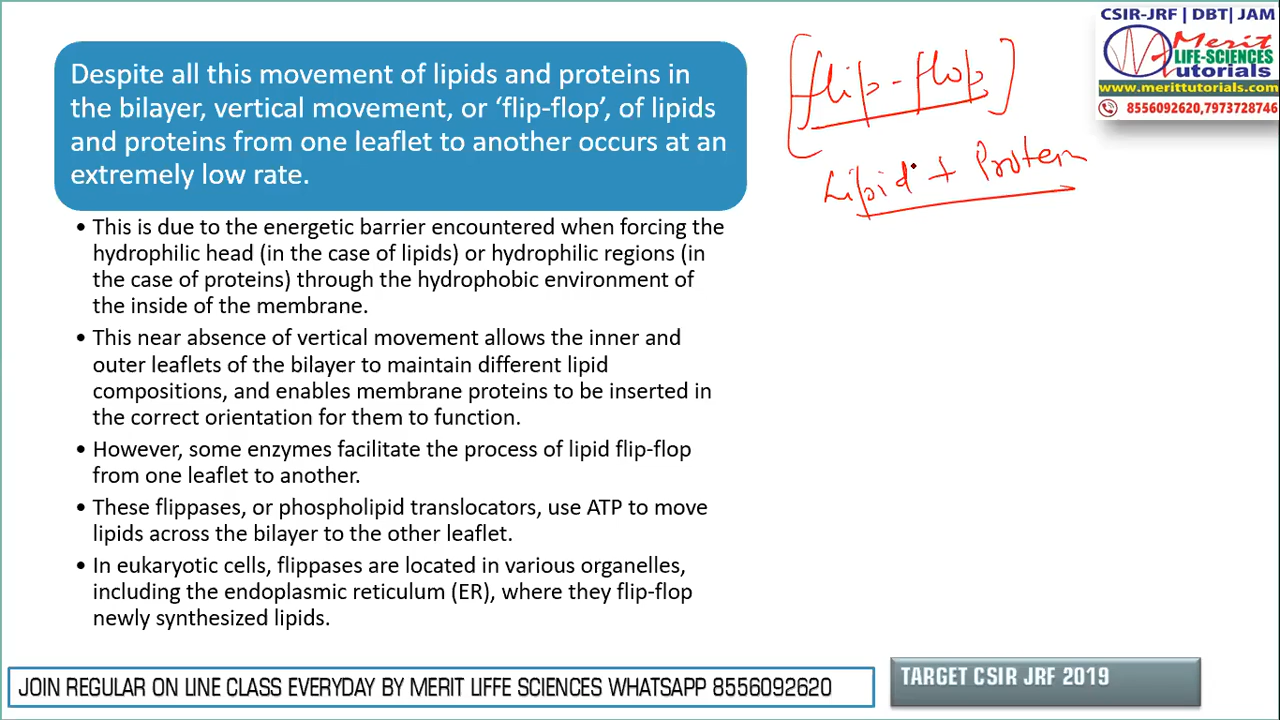 Despite all this movement of lipids and proteins in
the bilayer, vertical movement, or ‘flip-flop’, of lipids
and proteins from one leaflet to another occurs at an
extremely low rate.
• This is due to the energetic barrier encountered when forcing the
hydrophilic head (in the case of lipids) or hydrophilic regions (in
the case of proteins) through the hydrophobic environment of
the inside of the membrane.
• This near absence of vertical movement allows the inner and
outer leaflets of the bilayer to maintain different lipid
compositions, and enables membrane proteins to be inserted in
the correct orientation for them to function.
• However, some enzymes facilitate the process of lipid flip-flop
from one leaflet to another.
• These flippases, or phospholipid translocators, use ATP to move
lipids across the bilayer to the other leaflet.
• In eukaryotic cells, flippases are located in various organelles,
including the endoplasmic reticulum (ER), where they flip-flop
newly synthesized lipids.
[flip-flop]
Lipid + Protein
CSIR-JRF | DBT| JAM
Merit
LIFE-SCIENCES
utorials
www.merittutorials.com
8556092620,7973728746
JOIN REGULAR ON LINE CLASS EVERYDAY BY MERIT LIFFE SCIENCES WHATSAPP 8556092620
TARGET CSIR JRF 2019